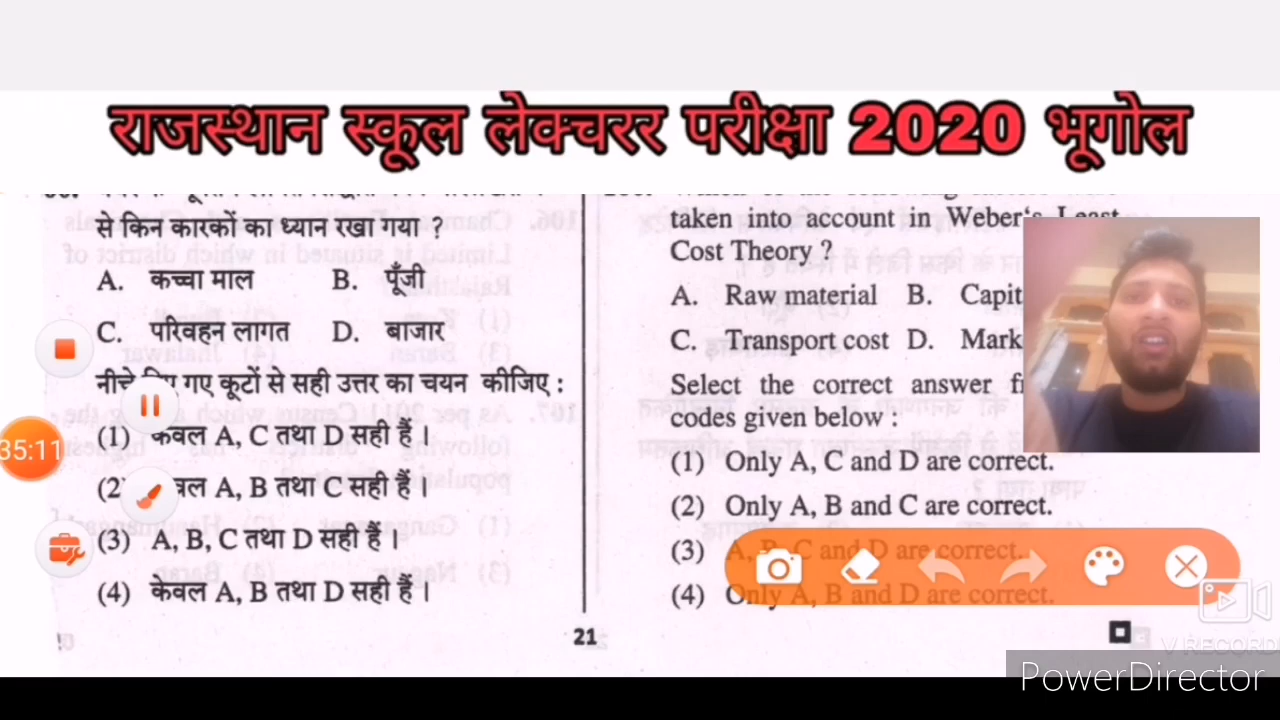 राजस्थान स्कूल लेक्चरर परीक्षा 2020 भूगोल
से किन कारकों का ध्यान रखा गया ?
A. कच्चा माल B. पूँजी
C. परिवहन लागत D. बाजार
नीचे गए कूटों से सही उत्तर का चयन कीजिए :
(1) केवल A, C तथा D सही हैं ।
(2 A, B तथा C सही हैं ।
(3) A, B, C तथा D सही हैं ।
(4) केवल A, B तथा D सही हैं ।
taken into account in Weber's Least
Cost Theory ?
A. Raw material B. Capit
C. Transport cost D. Mark
Select the correct answer
codes given below :
(1) Only A, C and D are correct.
(2) Only A, B and C are correct.
(3) A, B, C and D are correct.
(4) Only A, B and D are correct.
21
35:11
V RECORD
PowerDirector